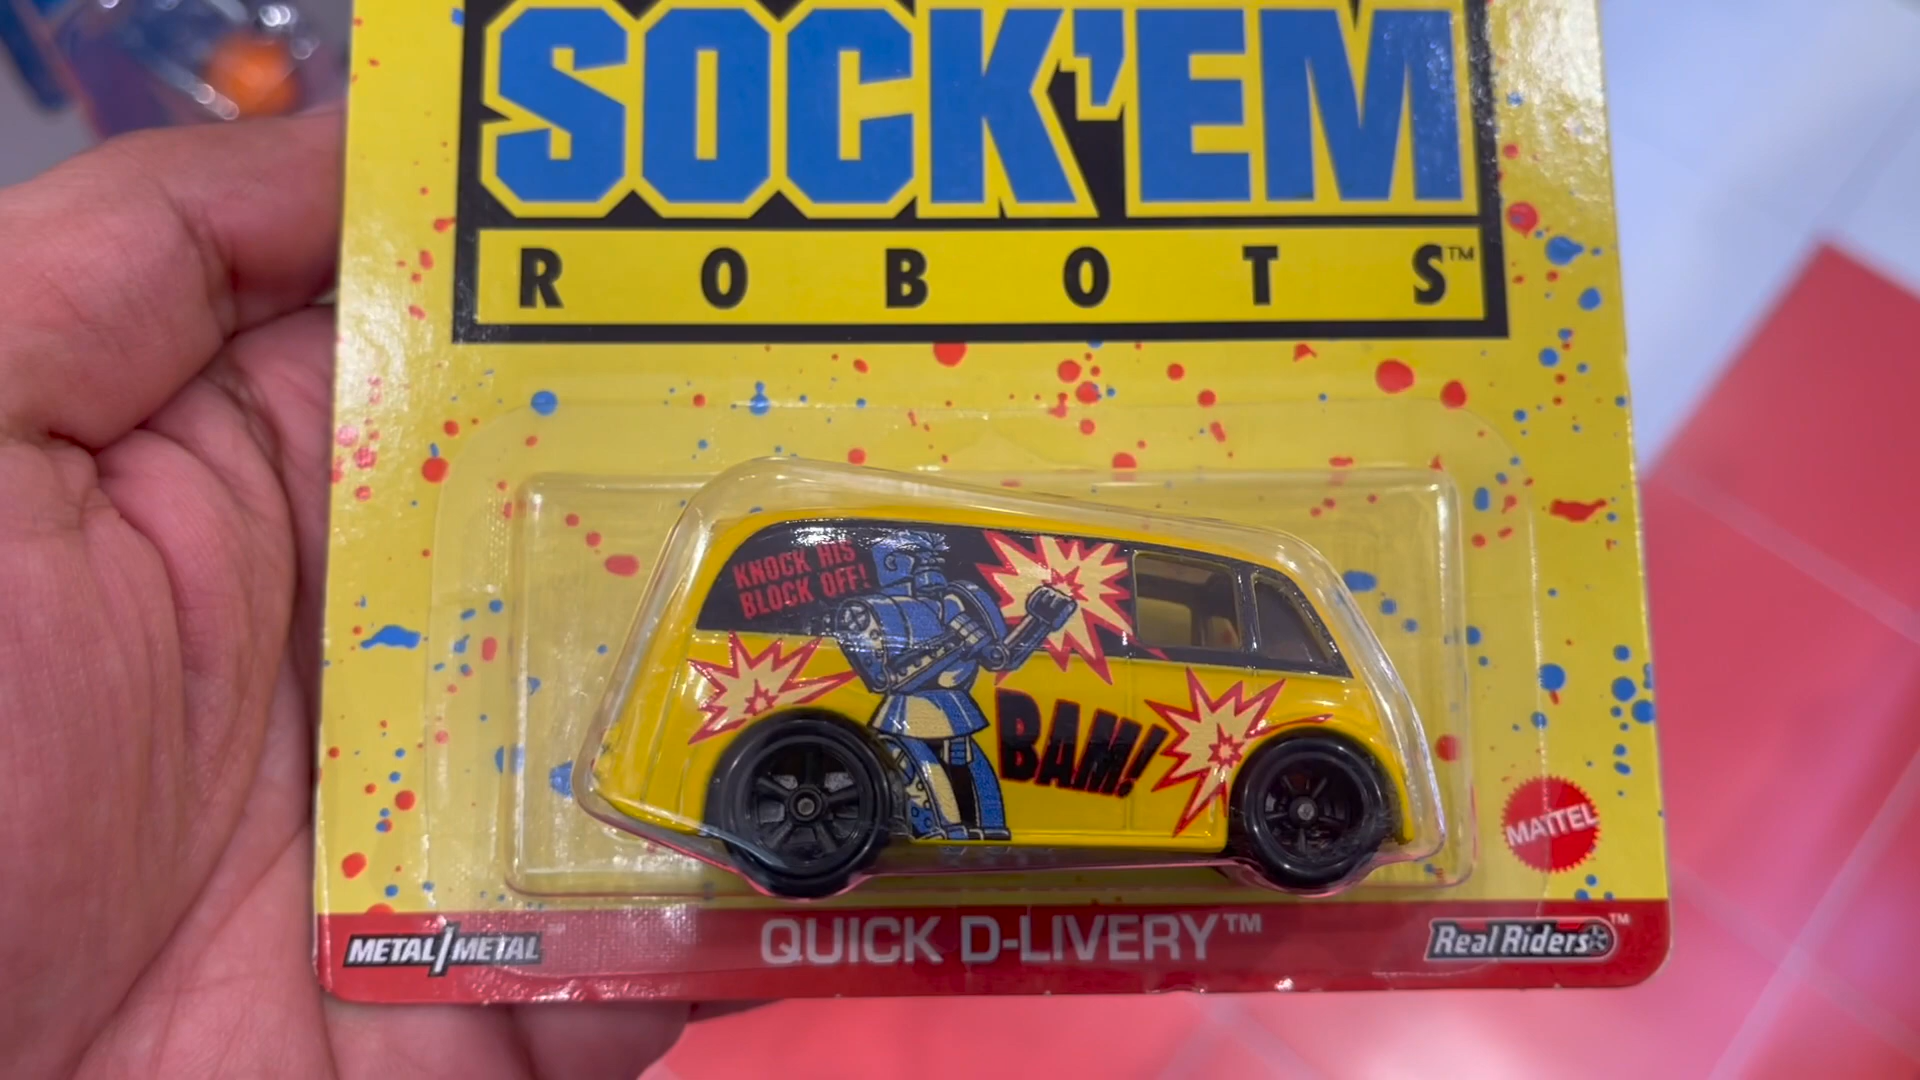 SOCK'EM
ROBOTS™
KNOCK HIS
BLOCK OFF!
BAM!
MATTEL
METAL/METAL
QUICK D-LIVERY™
Real Riders™